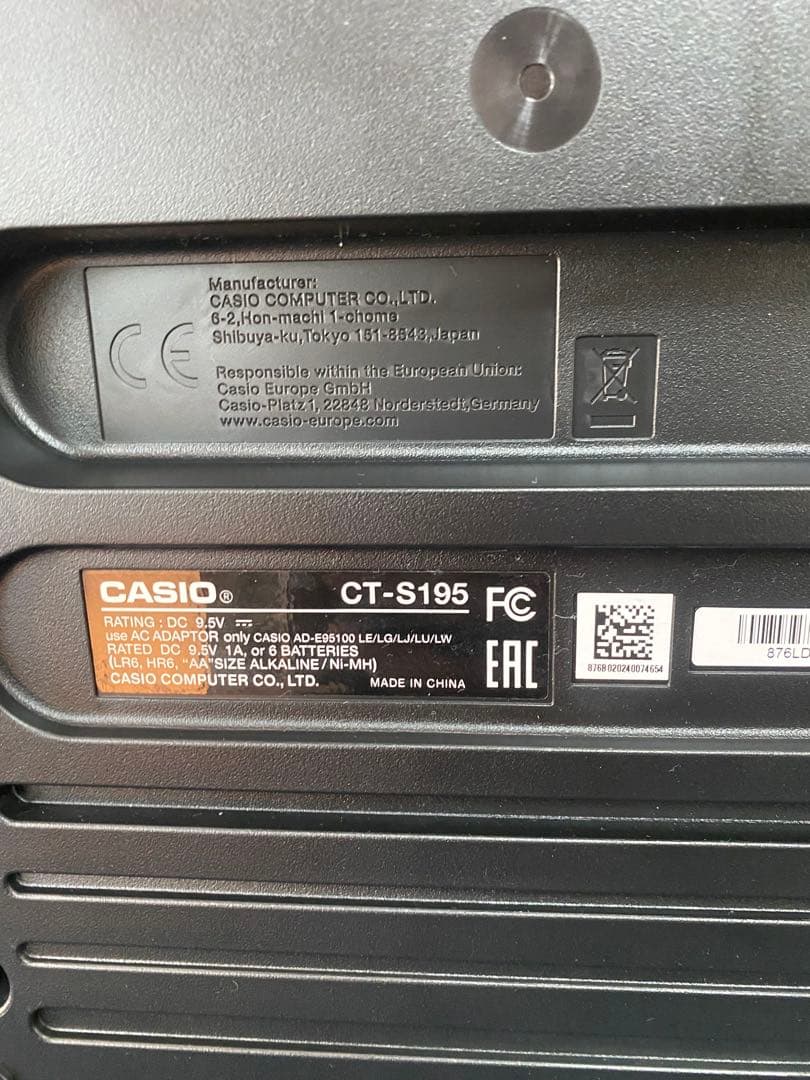 Manufacturer:
CASIO COMPUTER CO.,LTD.
6-2,Hon-machi 1-chome
Shibuya-ku,Tokyo 151-8543,Japan
CE
Responsible within the European Union:
Casio Europe GmbH
Casio-Platz 1, 22848 Norderstedt,Germany
www.casio-europe.com
CASIO® CT-S195 FC
RATING : DC 9.5V ⎓
use AC ADAPTOR only CASIO AD-E95100 LE/LG/LJ/LU/LW
RATED DC 9.5V 1A, or 6 BATTERIES
(LR6, HR6, "AA"SIZE ALKALINE / Ni-MH)
CASIO COMPUTER CO., LTD. MADE IN CHINA
EAC
876B020240074654
876LD